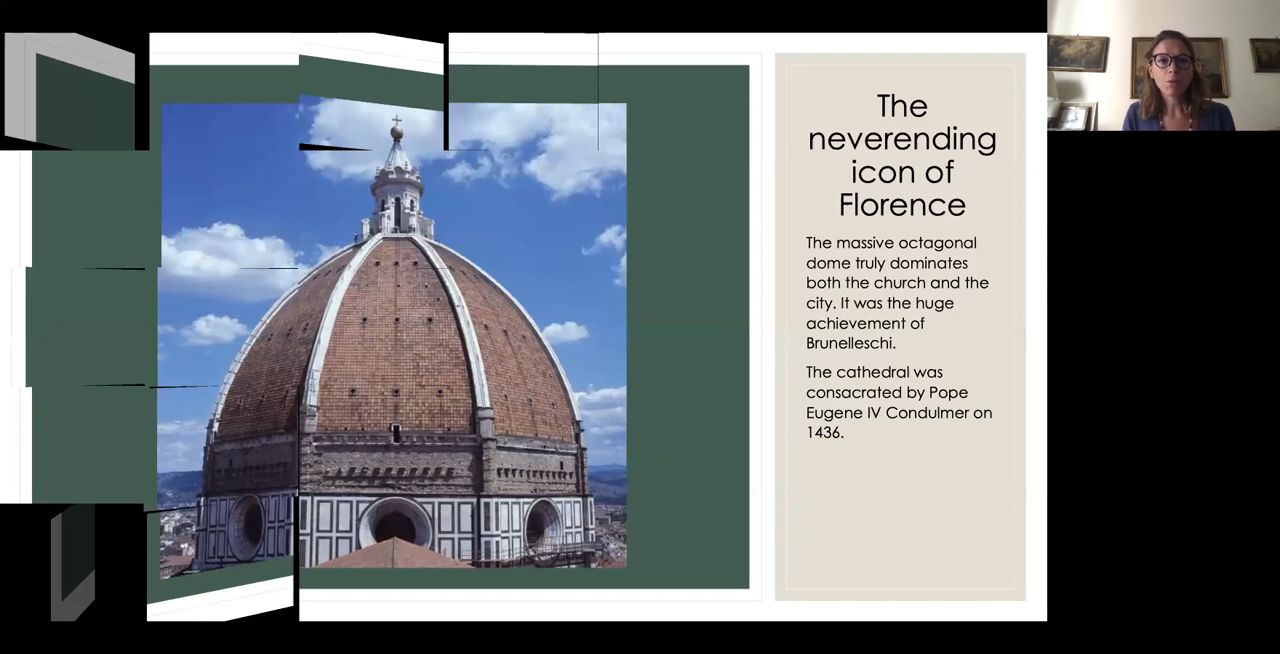 The
neverending
icon of
Florence
The massive octagonal
dome truly dominates
both the church and the
city. It was the huge
achievement of
Brunelleschi.
The cathedral was
consacrated by Pope
Eugene IV Condulmer on
1436.